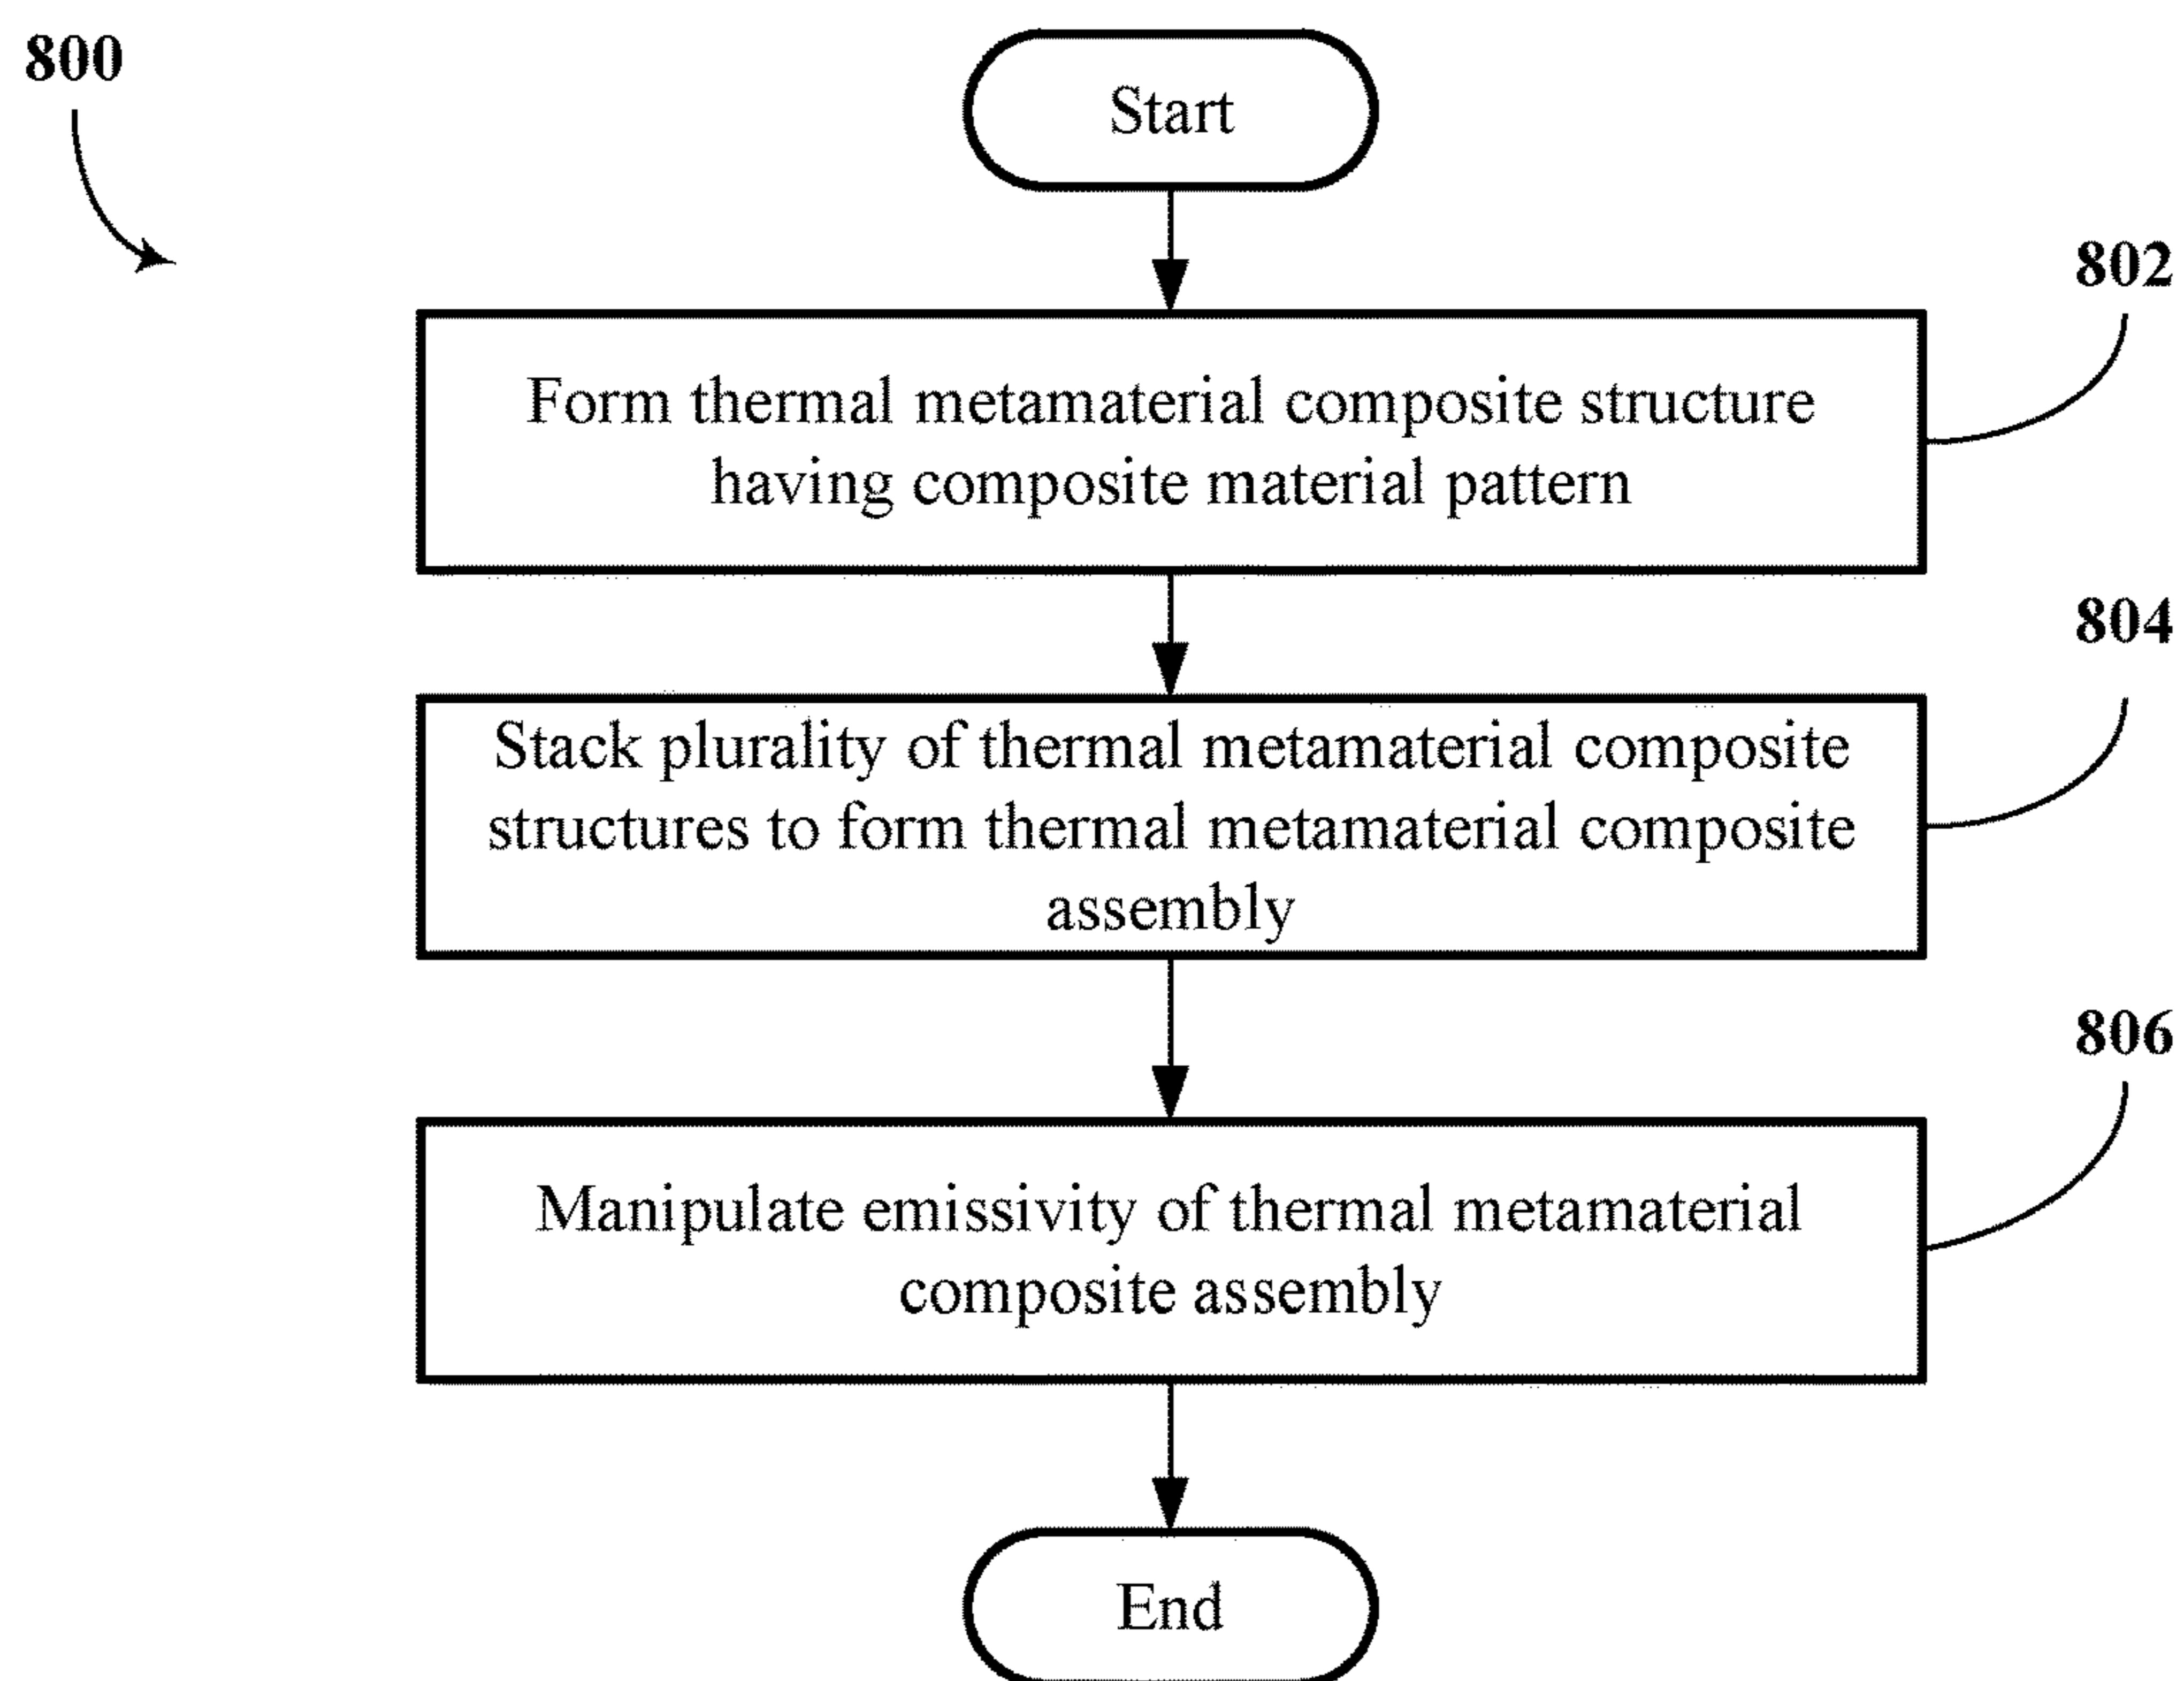 800
Start
802
Form thermal metamaterial composite structure
having composite material pattern
804
Stack plurality of thermal metamaterial composite
structures to form thermal metamaterial composite
assembly
806
Manipulate emissivity of thermal metamaterial
composite assembly
End